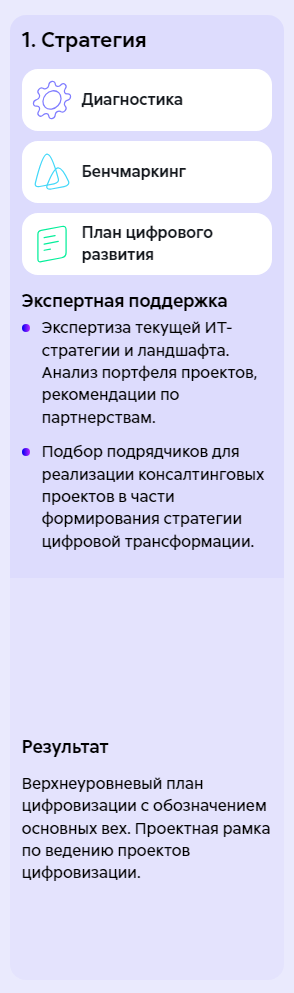 1. Стратегия
Диагностика
Бенчмаркинг
План цифрового
развития
Экспертная поддержка
Экспертиза текущей ИТ-
стратегии и ландшафта.
Анализ портфеля проектов,
рекомендации по
партнерствам.
Подбор подрядчиков для
реализации консалтинговых
проектов в части
формирования стратегии
цифровой трансформации.
Результат
Верхнеуровневый план
цифровизации с обозначением
основных вех. Проектная рамка
по ведению проектов
цифровизации.